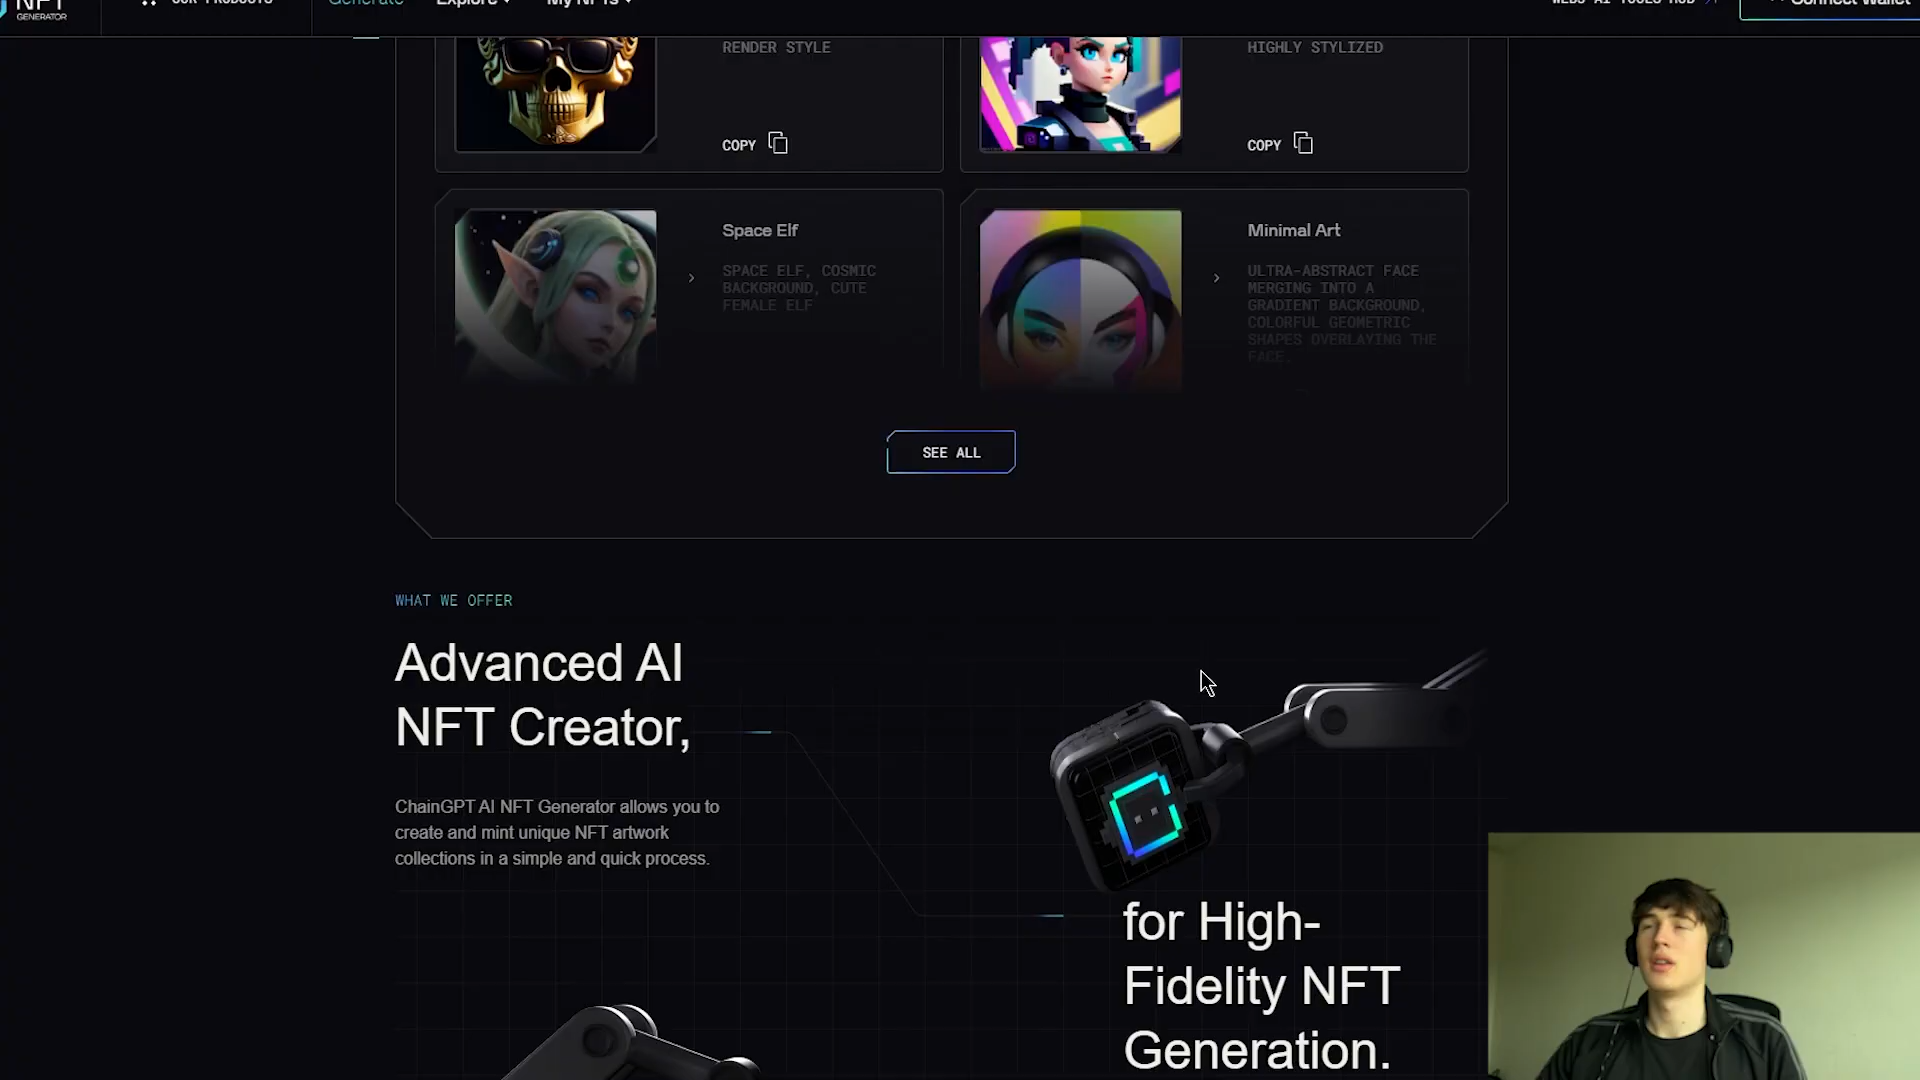 NFT
GENERATOR
OUR PRODUCTS
Generate
Explore
My NFTs
WEB3 AI TOOLS HUB
Connect Wallet
RENDER STYLE
COPY
HIGHLY STYLIZED
COPY
Space Elf
SPACE ELF, COSMIC
BACKGROUND, CUTE
FEMALE ELF
Minimal Art
ULTRA-ABSTRACT FACE
MERGING INTO A
GRADIENT BACKGROUND,
COLORFUL GEOMETRIC
SHAPES OVERLAYING THE
FACE.
SEE ALL
WHAT WE OFFER
Advanced AI
NFT Creator,
ChainGPT AI NFT Generator allows you to
create and mint unique NFT artwork
collections in a simple and quick process.
for High-
Fidelity NFT
Generation.